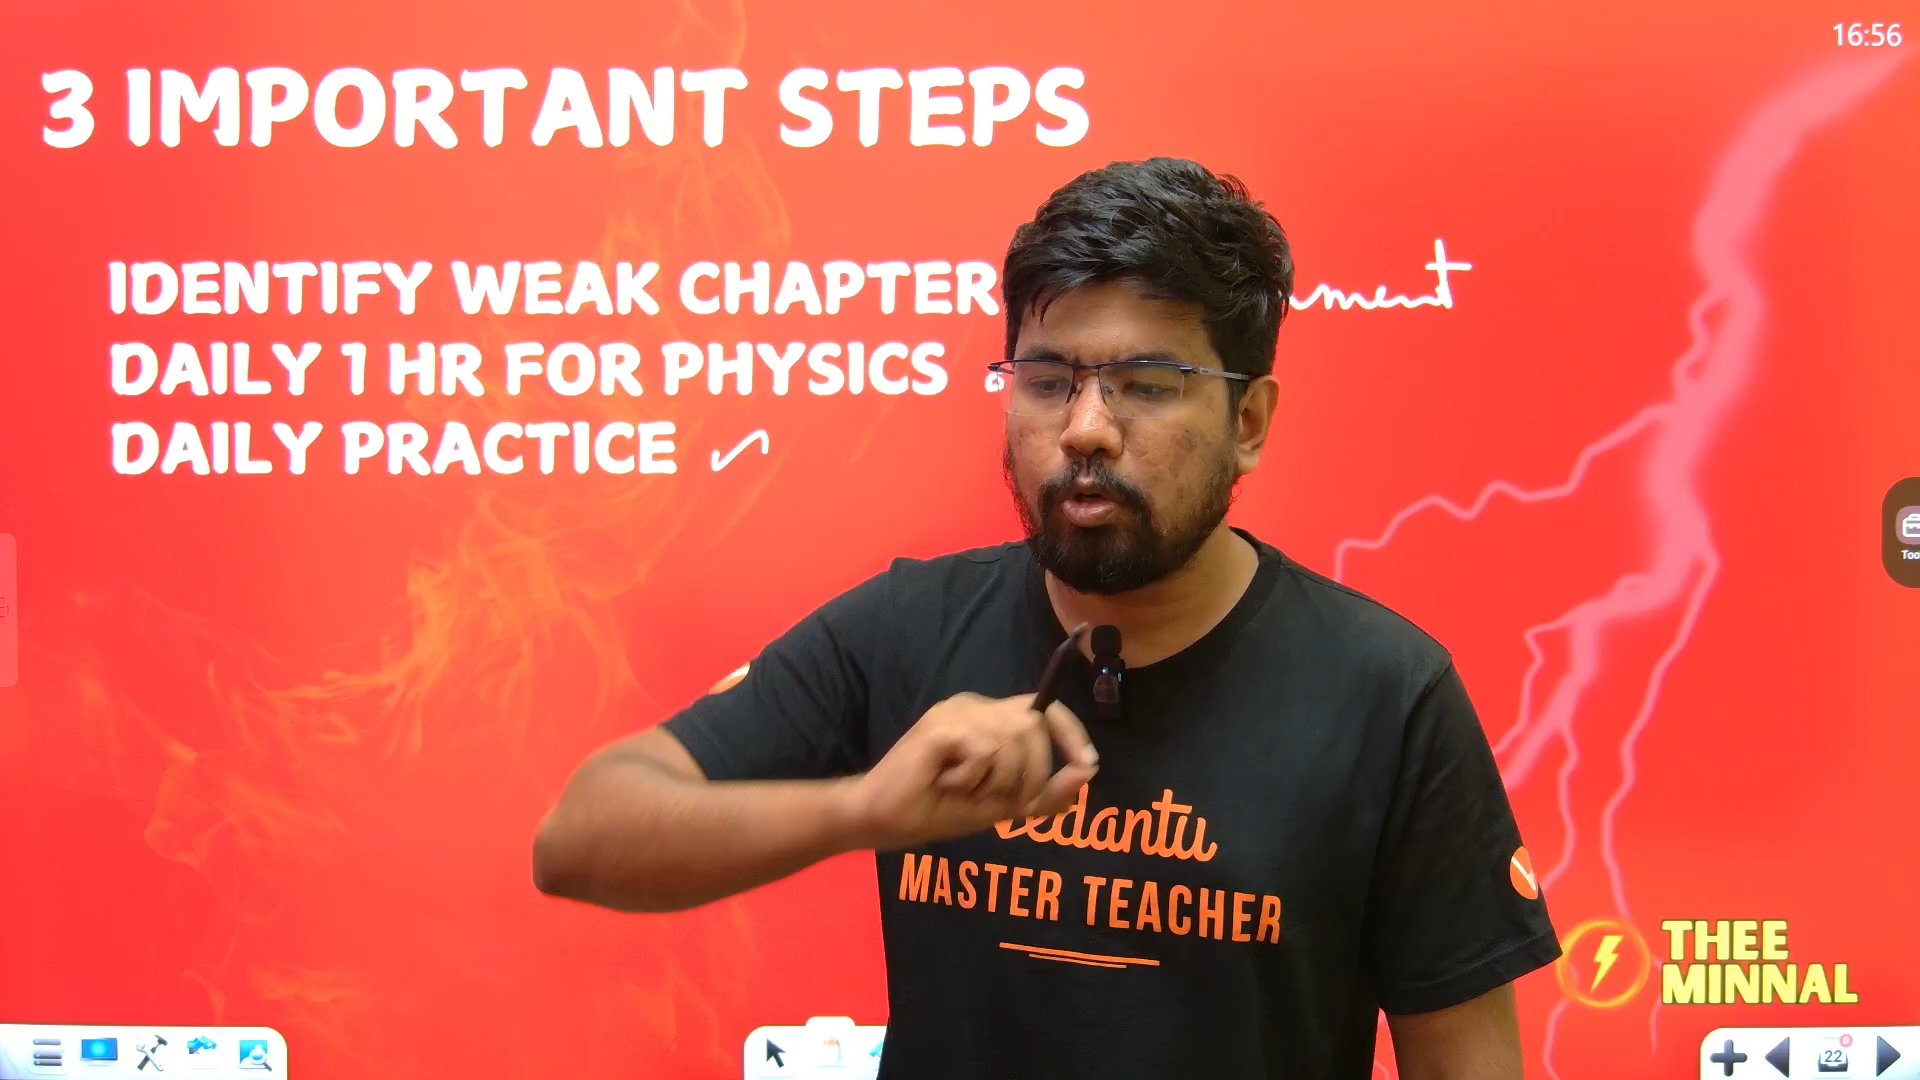 16:56
3 IMPORTANT STEPS
IDENTIFY WEAK CHAPTER
DAILY 1 HR FOR PHYSICS
DAILY PRACTICE
Vedantu
MASTER TEACHER
THEE
MINNAL
22